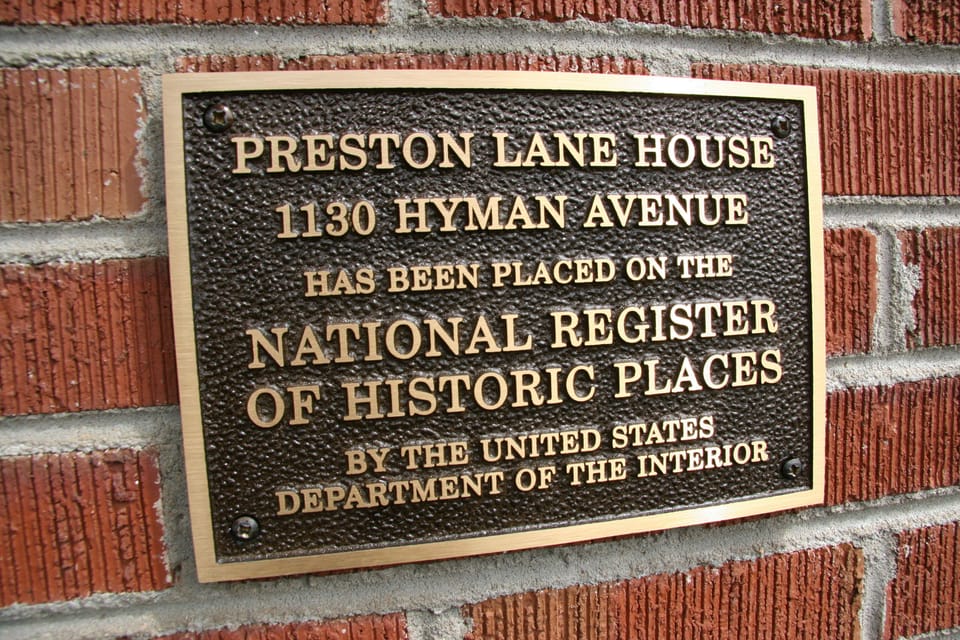 PRESTON LANE HOUSE
1130 HYMAN AVENUE
HAS BEEN PLACED ON THE
NATIONAL REGISTER
OF HISTORIC PLACES
BY THE UNITED STATES
DEPARTMENT OF THE INTERIOR